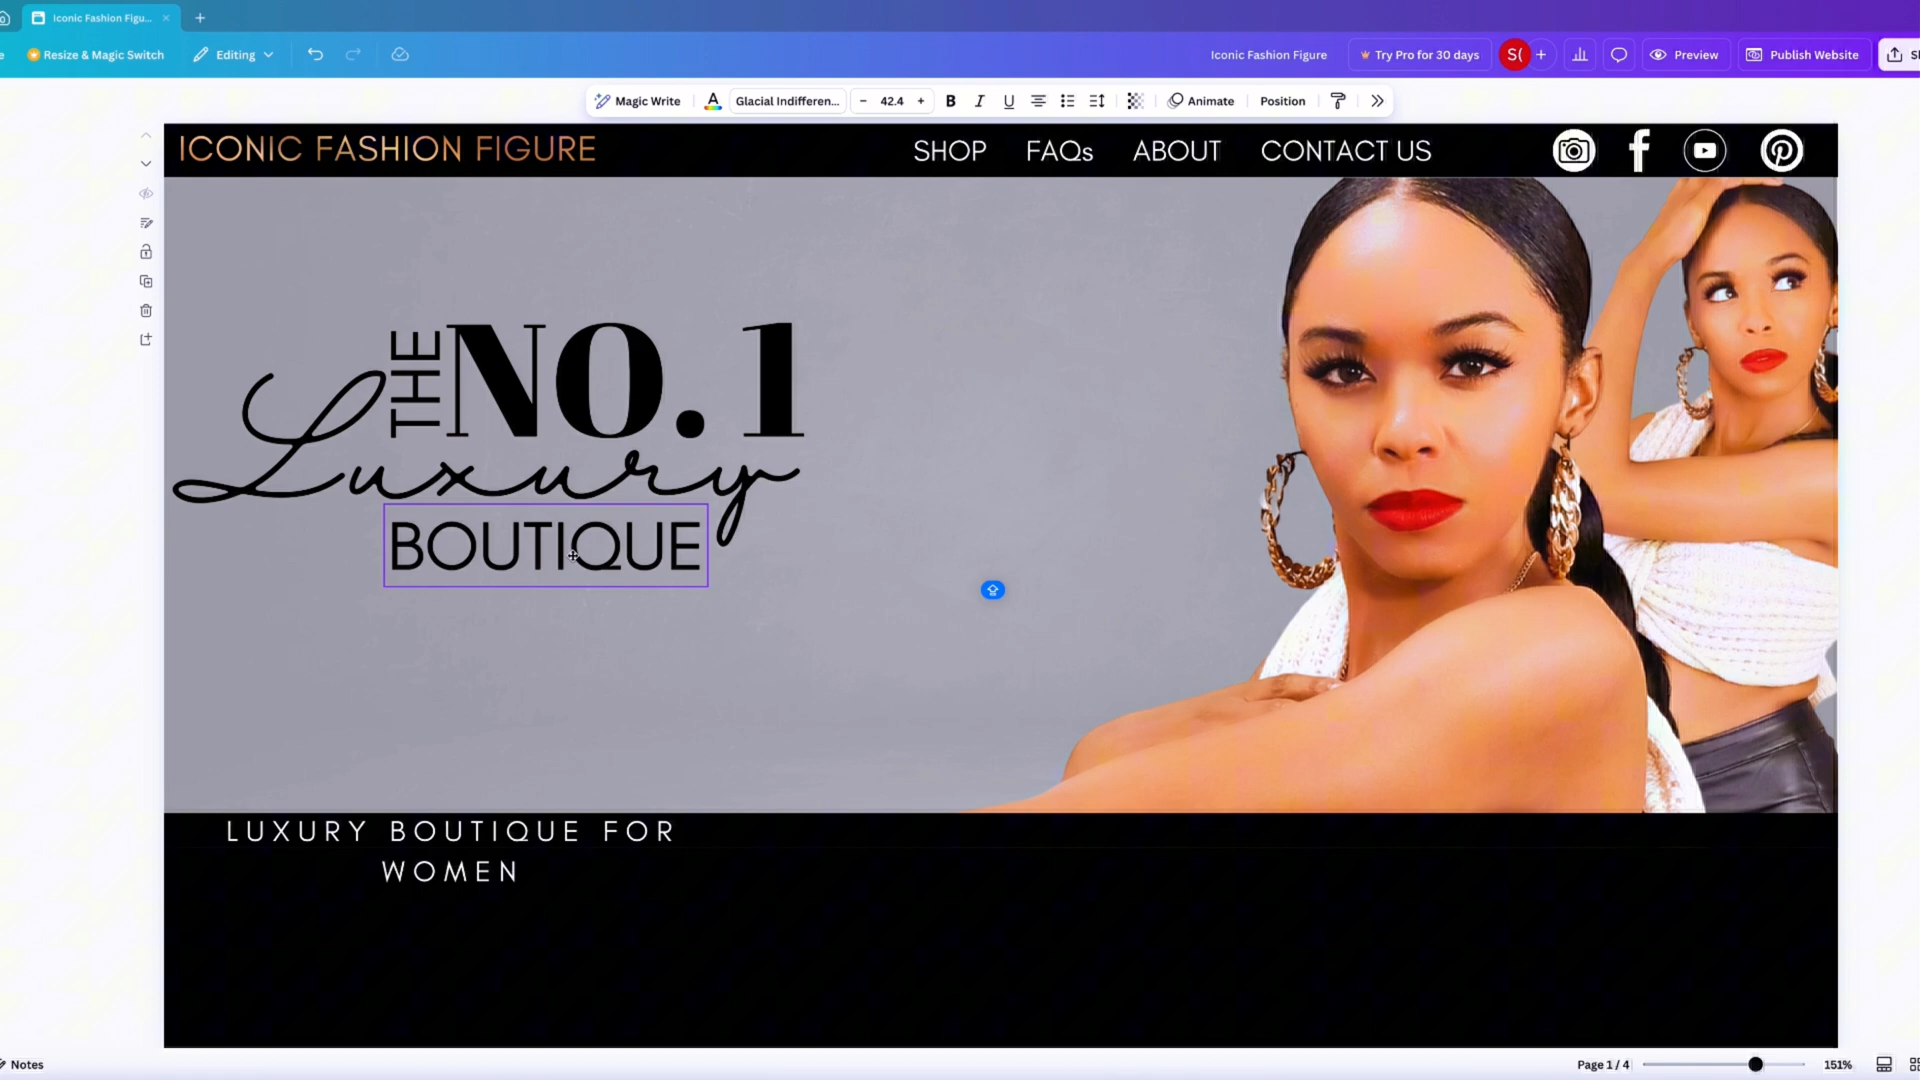 Iconic Fashion Figu...
Resize & Magic Switch
Editing
Iconic Fashion Figure
Try Pro for 30 days
S(
Preview
Publish Website
Magic Write
A
Glacial Indifferen...
42.4
B
I
U
Animate
Position
ICONIC FASHION FIGURE
SHOP
FAQs
ABOUT
CONTACT US
THE
NO. 1
Luxury
BOUTIQUE
LUXURY BOUTIQUE FOR
WOMEN
Notes
Page 1 / 4
151%